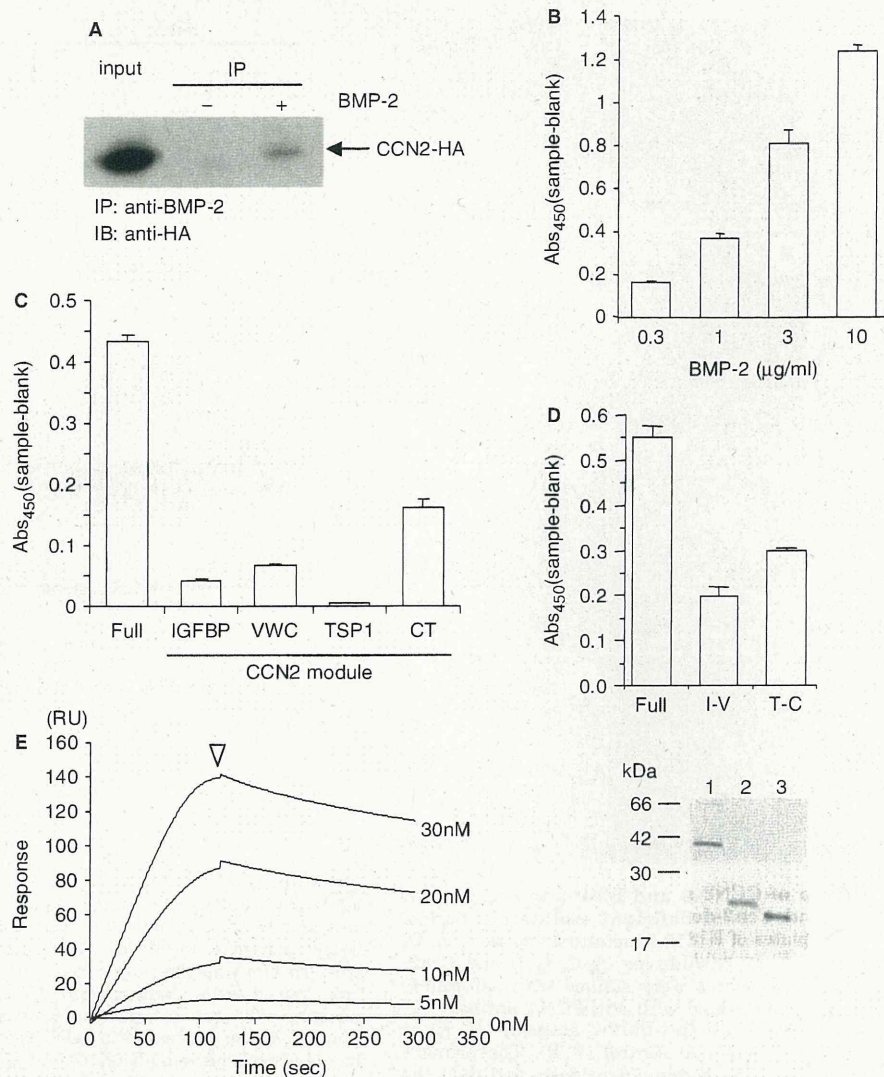 A
input IP
− + BMP-2
CCN2-HA
IP: anti-BMP-2
IB: anti-HA
B
Abs450(sample-blank)
1.4
1.2
1
0.8
0.6
0.4
0.2
0
0.3 1 3 10
BMP-2 (µg/ml)
C
Abs450(sample-blank)
0.5
0.4
0.3
0.2
0.1
0
Full IGFBP VWC TSP1 CT
CCN2 module
D
Abs450(sample-blank)
0.6
0.5
0.4
0.3
0.2
0.1
0.0
Full I-V T-C
kDa 1 2 3
66
42
30
17
E
(RU)
Response
160
140
120
100
80
60
40
20
0
30nM
20nM
10nM
5nM
0nM
0 50 100 150 200 250 300 350
Time (sec)